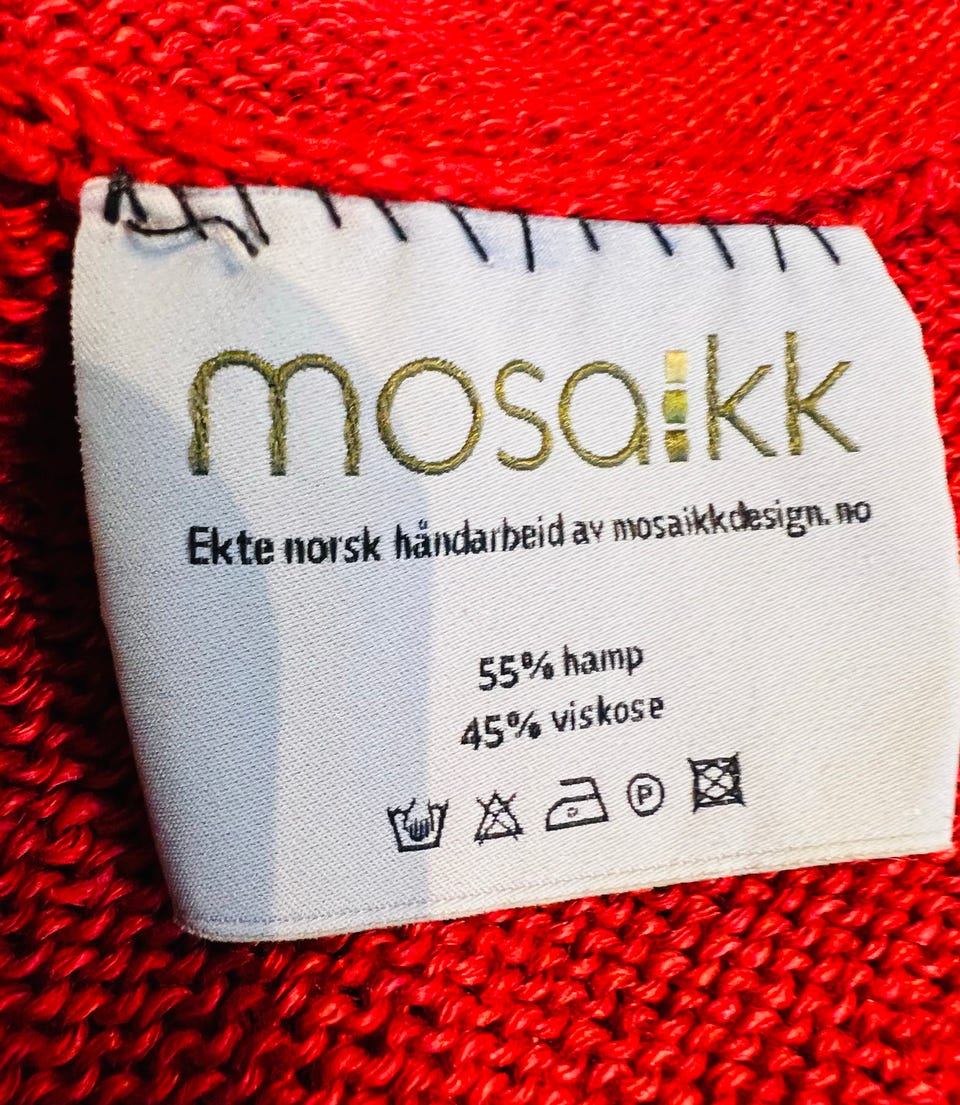 mosaikk
Ekte norsk håndarbeid av mosaikkdesign.no
55% hamp
45% viskose
P